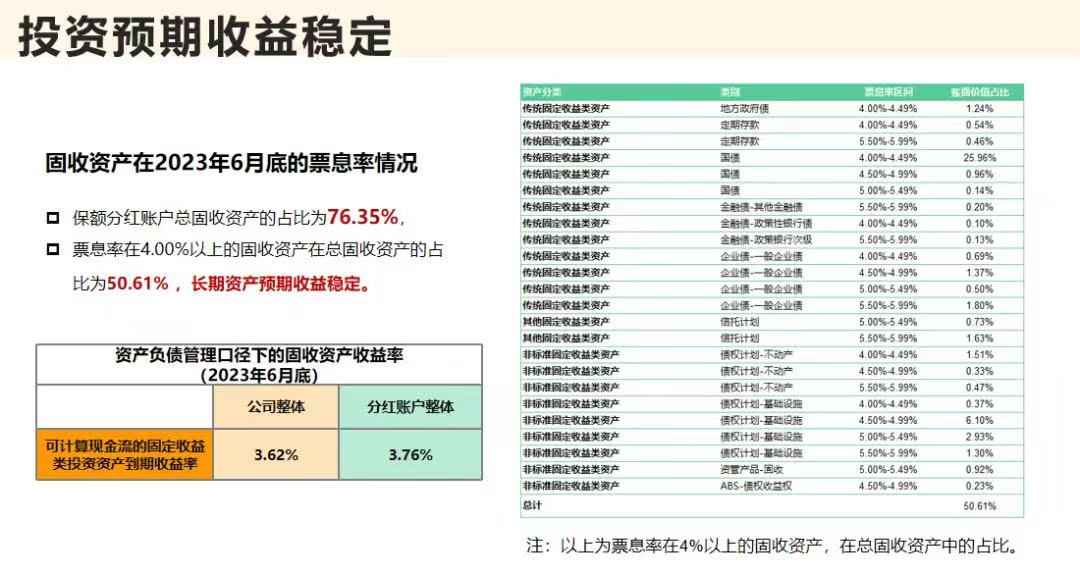 投资预期收益稳定
固收资产在2023年6月底的票息率情况
保额分红账户总固收资产的占比为76.35%，
票息率在4.00%以上的固收资产在总固收资产的占
比为50.61% ，长期资产预期收益稳定。
资产负债管理口径下的固收资产收益率
（2023年6月底）
公司整体 分红账户整体
可计算现金流的固定收益
类投资资产到期收益率
3.62% 3.76%
资产分类 类别 票息率区间 账面价值占比
传统固定收益类资产 地方政府债 4.00%-4.49% 1.24%
传统固定收益类资产 定期存款 4.00%-4.49% 0.54%
传统固定收益类资产 定期存款 5.50%-5.99% 0.46%
传统固定收益类资产 国债 4.00%-4.49% 25.96%
传统固定收益类资产 国债 4.50%-4.99% 0.96%
传统固定收益类资产 国债 5.00%-5.49% 0.14%
传统固定收益类资产 金融债-其他金融债 5.50%-5.99% 0.20%
传统固定收益类资产 金融债-政策性银行债 4.00%-4.49% 0.10%
传统固定收益类资产 金融债-政策银行次级 5.50%-5.99% 0.13%
传统固定收益类资产 企业债-一般企业债 4.00%-4.49% 0.69%
传统固定收益类资产 企业债-一般企业债 4.50%-4.99% 1.37%
传统固定收益类资产 企业债-一般企业债 5.00%-5.49% 0.50%
传统固定收益类资产 企业债-一般企业债 5.50%-5.99% 1.80%
其他固定收益类资产 信托计划 5.00%-5.49% 0.73%
其他固定收益类资产 信托计划 5.50%-5.99% 1.63%
非标准固定收益类资产 债权计划-不动产 4.00%-4.49% 1.51%
非标准固定收益类资产 债权计划-不动产 4.50%-4.99% 0.33%
非标准固定收益类资产 债权计划-不动产 5.50%-5.99% 0.47%
非标准固定收益类资产 债权计划-基础设施 4.00%-4.49% 0.37%
非标准固定收益类资产 债权计划-基础设施 4.50%-4.99% 6.10%
非标准固定收益类资产 债权计划-基础设施 5.00%-5.49% 2.93%
非标准固定收益类资产 债权计划-基础设施 5.50%-5.99% 1.30%
非标准固定收益类资产 资管产品-固收 5.00%-5.49% 0.92%
非标准固定收益类资产 ABS-债权收益权 4.50%-4.99% 0.23%
总计 50.61%
注：以上为票息率在4%以上的固收资产，在总固收资产中的占比。